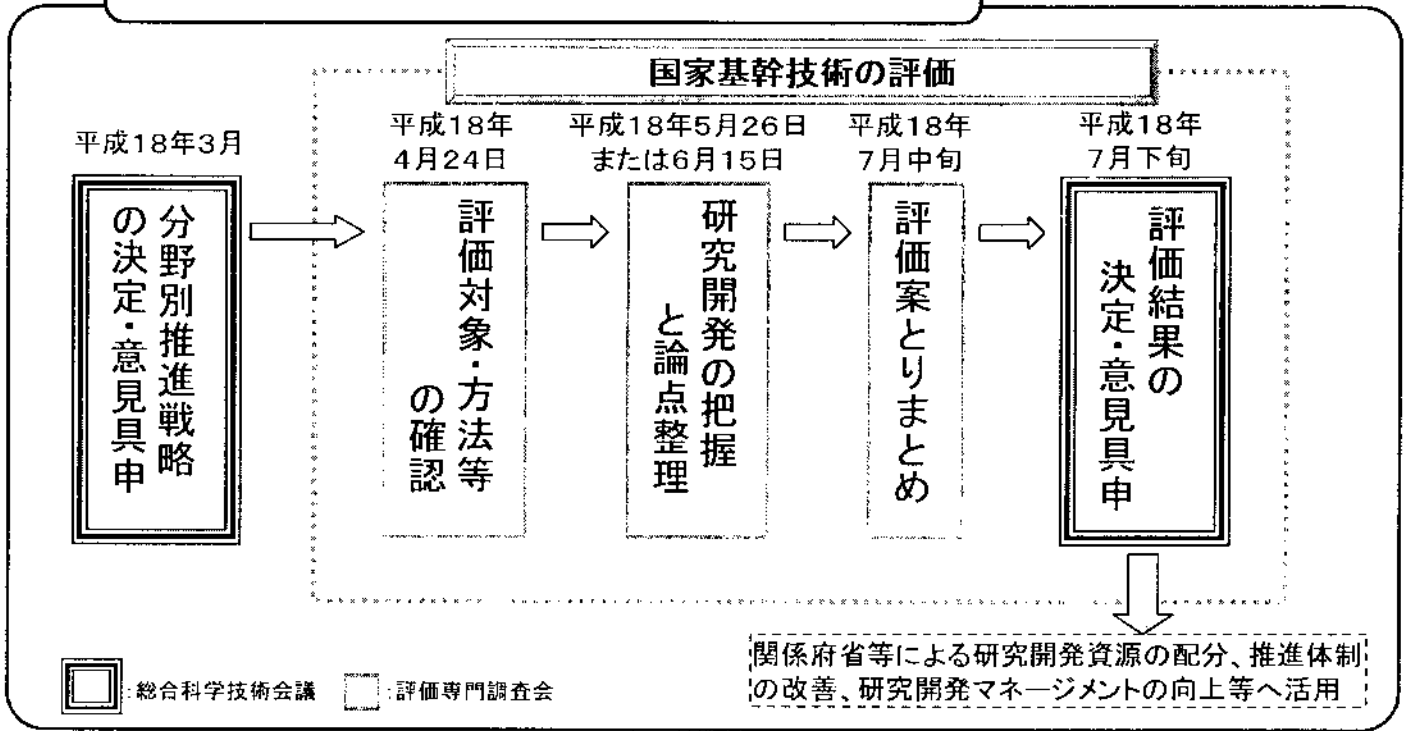 国家基幹技術の評価
平成18年3月
分野別推進戦略
の決定・意見具申
平成18年
4月24日
評価対象・方法等
の確認
平成18年5月26日
または6月15日
研究開発の把握
と論点整理
平成18年
7月中旬
評価案とりまとめ
平成18年
7月下旬
評価結果の
決定・意見具申
関係府省等による研究開発資源の配分、推進体制
の改善、研究開発マネージメントの向上等へ活用
:総合科学技術会議
:評価専門調査会